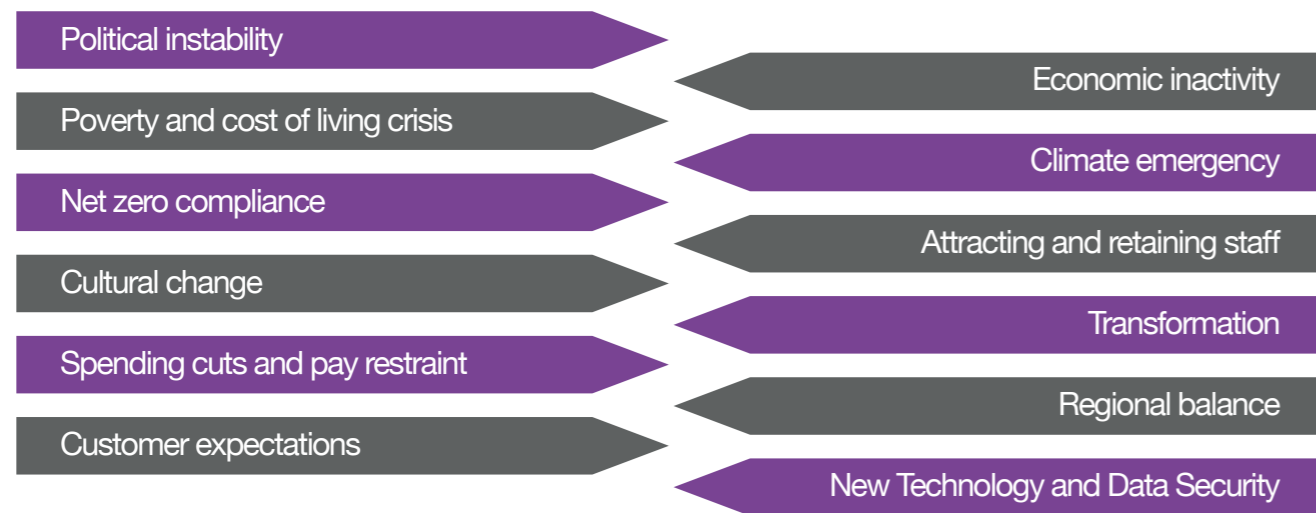 Political instability
Economic inactivity
Poverty and cost of living crisis
Climate emergency
Net zero compliance
Attracting and retaining staff
Cultural change
Transformation
Spending cuts and pay restraint
Regional balance
Customer expectations
New Technology and Data Security